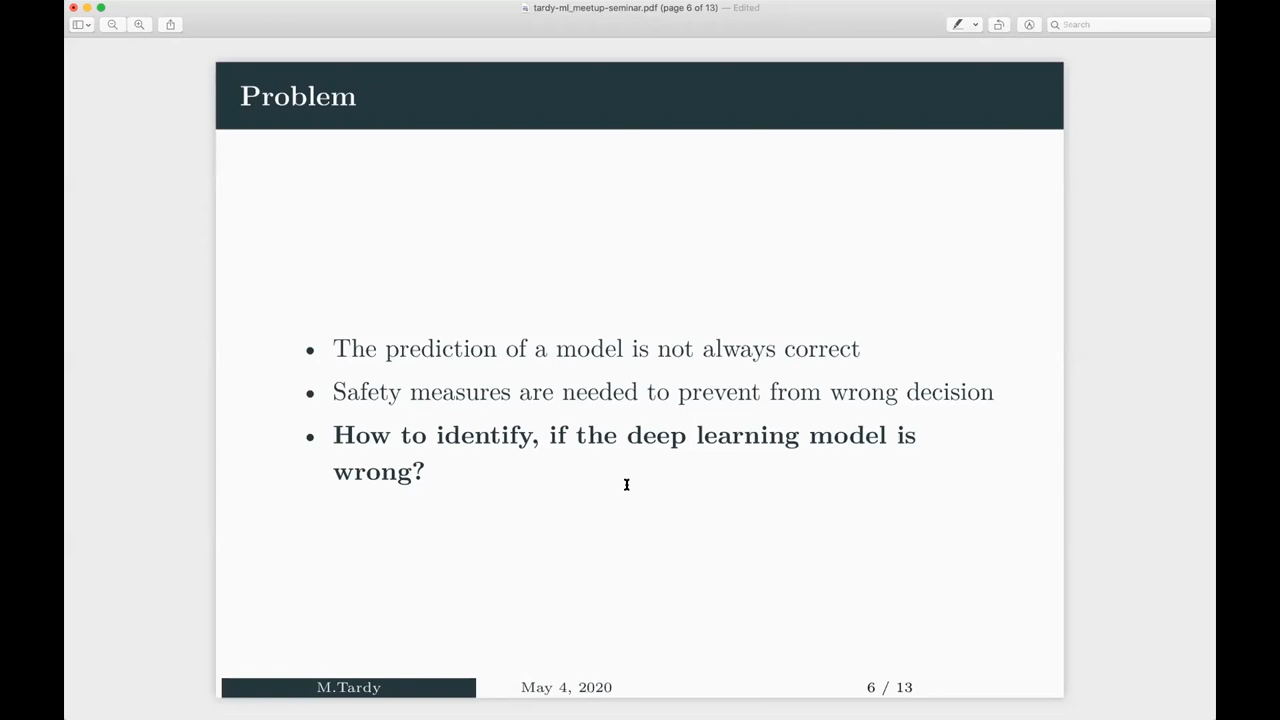 tardy-ml_meetup-seminar.pdf (page 6 of 13) — Edited
Search
Problem
• The prediction of a model is not always correct
• Safety measures are needed to prevent from wrong decision
• How to identify, if the deep learning model is
wrong?
M.Tardy May 4, 2020 6 / 13